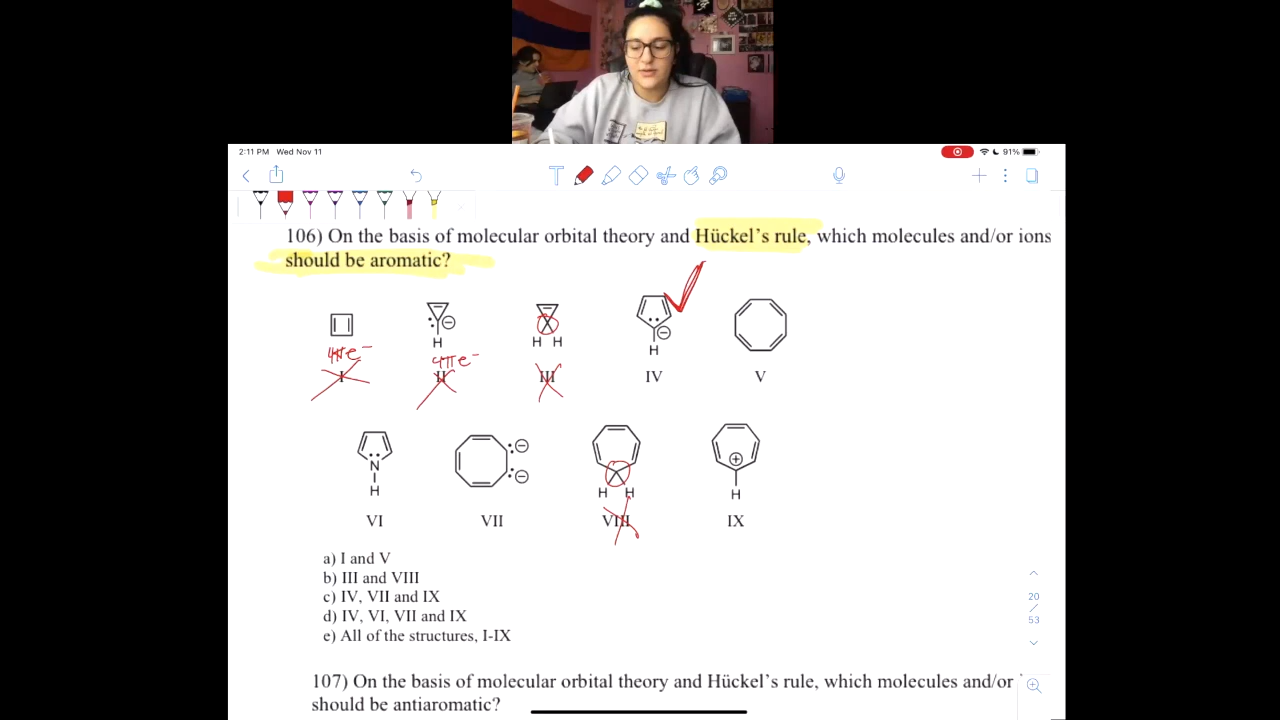 2:11 PM Wed Nov 11
91%
106) On the basis of molecular orbital theory and Hückel's rule, which molecules and/or ions
should be aromatic?
H
H H
H
4πe⁻
4πe⁻
I II III IV V
N
H
H H
H
VI VII VIII IX
a) I and V
b) III and VIII
c) IV, VII and IX
d) IV, VI, VII and IX
e) All of the structures, I-IX
20
/
53
107) On the basis of molecular orbital theory and Hückel's rule, which molecules and/or
should be antiaromatic?